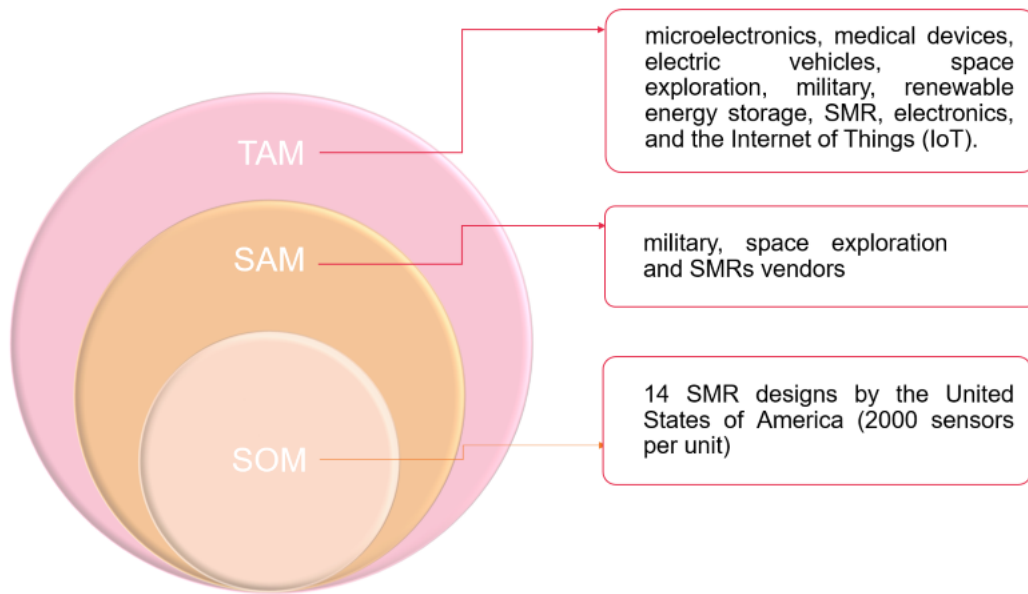 TAM
microelectronics, medical devices,
electric vehicles, space
exploration, military, renewable
energy storage, SMR, electronics,
and the Internet of Things (IoT).
SAM
military, space exploration
and SMRs vendors
SOM
14 SMR designs by the United
States of America (2000 sensors
per unit)